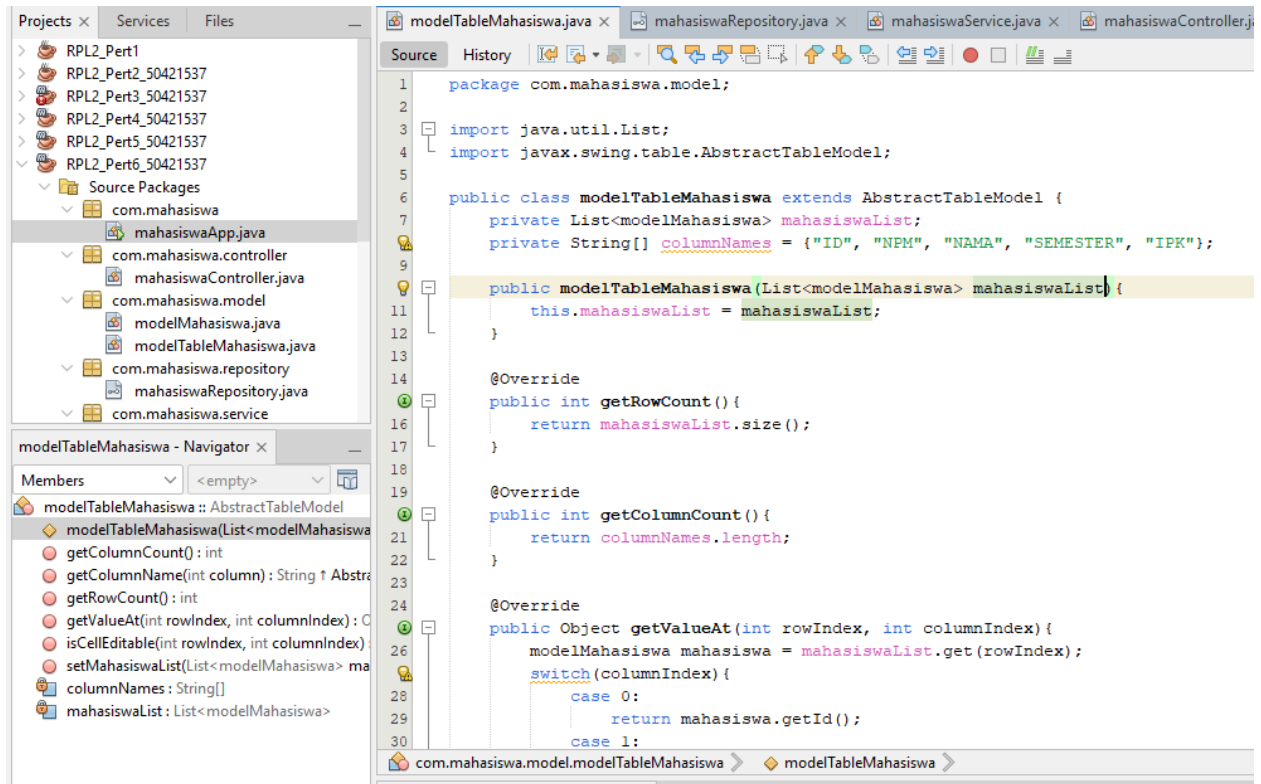 Projects × Services Files
RPL2_Pert1
RPL2_Pert2_50421537
RPL2_Pert3_50421537
RPL2_Pert4_50421537
RPL2_Pert5_50421537
RPL2_Pert6_50421537
Source Packages
com.mahasiswa
mahasiswaApp.java
com.mahasiswa.controller
mahasiswaController.java
com.mahasiswa.model
modelMahasiswa.java
modelTableMahasiswa.java
com.mahasiswa.repository
mahasiswaRepository.java
com.mahasiswa.service
modelTableMahasiswa - Navigator ×
Members <empty>
modelTableMahasiswa :: AbstractTableModel
modelTableMahasiswa(List<modelMahasiswa
getColumnCount() : int
getColumnName(int column) : String ↑ Abstra
getRowCount() : int
getValueAt(int rowIndex, int columnIndex) : O
isCellEditable(int rowIndex, int columnIndex)
setMahasiswaList(List<modelMahasiswa> ma
columnNames : String[]
mahasiswaList : List<modelMahasiswa>
modelTableMahasiswa.java × mahasiswaRepository.java × mahasiswaService.java × mahasiswaController.ja
Source History
1 package com.mahasiswa.model;
2
3 import java.util.List;
4 import javax.swing.table.AbstractTableModel;
5
6 public class modelTableMahasiswa extends AbstractTableModel {
7 private List<modelMahasiswa> mahasiswaList;
private String[] columnNames = {"ID", "NPM", "NAMA", "SEMESTER", "IPK"};
9
public modelTableMahasiswa(List<modelMahasiswa> mahasiswaList){
11 this.mahasiswaList = mahasiswaList;
12 }
13
14 @Override
public int getRowCount(){
16 return mahasiswaList.size();
17 }
18
19 @Override
public int getColumnCount(){
21 return columnNames.length;
22 }
23
24 @Override
public Object getValueAt(int rowIndex, int columnIndex){
26 modelMahasiswa mahasiswa = mahasiswaList.get(rowIndex);
switch(columnIndex){
28 case 0:
29 return mahasiswa.getId();
30 case 1:
com.mahasiswa.model.modelTableMahasiswa modelTableMahasiswa